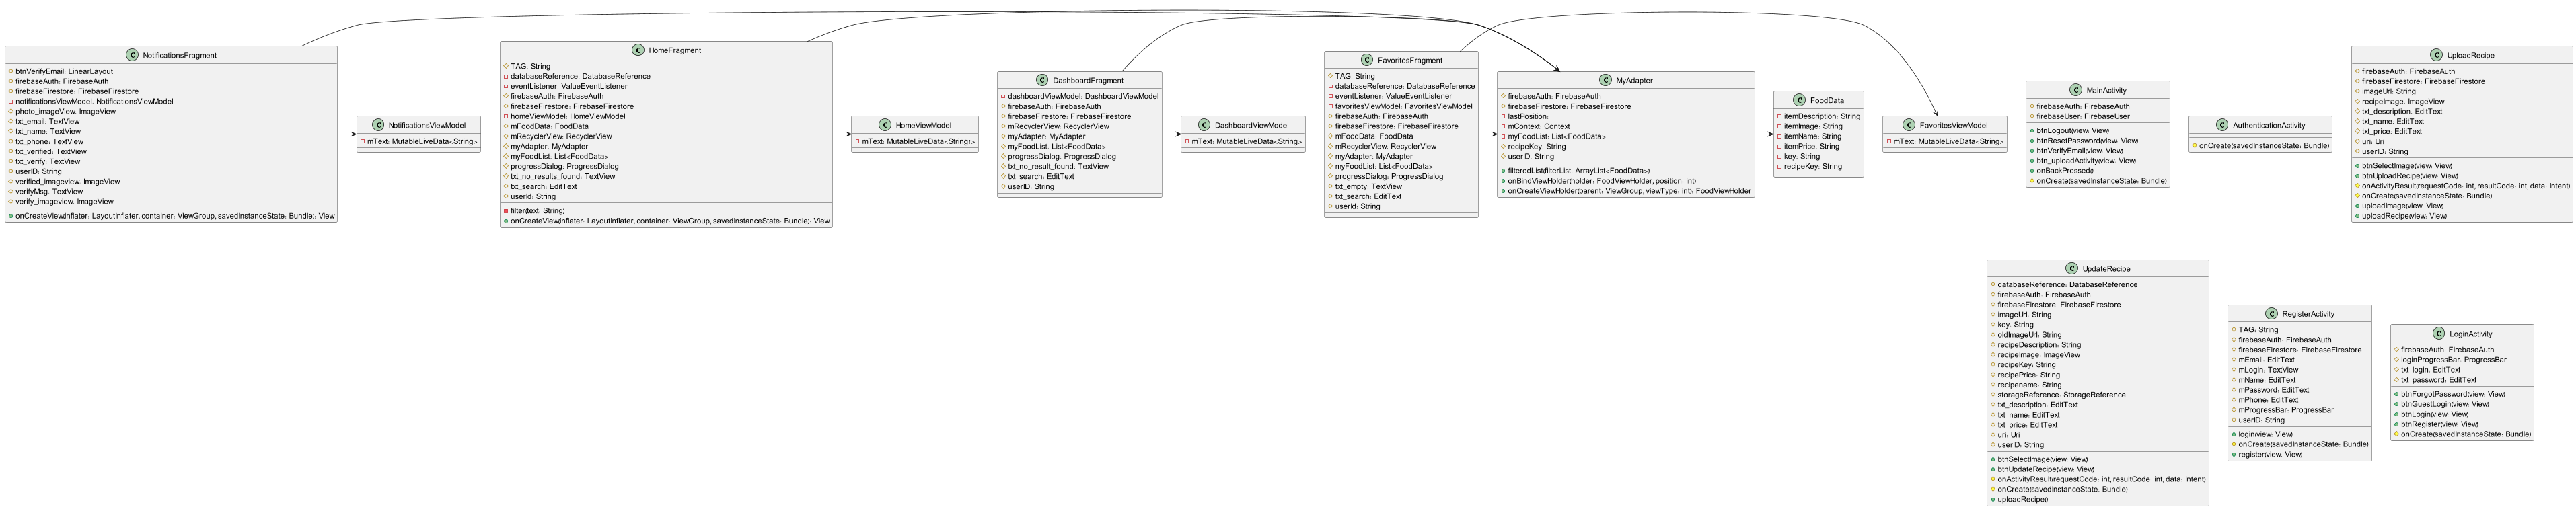 C NotificationsFragment
btnVerifyEmail: LinearLayout
firebaseAuth: FirebaseAuth
firebaseFirestore: FirebaseFirestore
notificationsViewModel: NotificationsViewModel
photo_imageView: ImageView
txt_email: TextView
txt_name: TextView
txt_phone: TextView
txt_verified: TextView
txt_verify: TextView
userID: String
verified_imageview: ImageView
verifyMsg: TextView
verify_imageview: ImageView
onCreateView(inflater: LayoutInflater, container: ViewGroup, savedInstanceState: Bundle): View
C NotificationsViewModel
mText: MutableLiveData<String>
C HomeFragment
TAG: String
databaseReference: DatabaseReference
eventListener: ValueEventListener
firebaseAuth: FirebaseAuth
firebaseFirestore: FirebaseFirestore
homeViewModel: HomeViewModel
mFoodData: FoodData
mRecyclerView: RecyclerView
myAdapter: MyAdapter
myFoodList: List<FoodData>
progressDialog: ProgressDialog
txt_no_results_found: TextView
txt_search: EditText
userId: String
filter(text: String)
onCreateView(inflater: LayoutInflater, container: ViewGroup, savedInstanceState: Bundle): View
C HomeViewModel
mText: MutableLiveData<String!>
C DashboardFragment
dashboardViewModel: DashboardViewModel
firebaseAuth: FirebaseAuth
firebaseFirestore: FirebaseFirestore
mRecyclerView: RecyclerView
myAdapter: MyAdapter
myFoodList: List<FoodData>
progressDialog: ProgressDialog
txt_no_result_found: TextView
txt_search: EditText
userID: String
C DashboardViewModel
mText: MutableLiveData<String>
C FavoritesFragment
TAG: String
databaseReference: DatabaseReference
eventListener: ValueEventListener
favoritesViewModel: FavoritesViewModel
firebaseAuth: FirebaseAuth
firebaseFirestore: FirebaseFirestore
mFoodData: FoodData
mRecyclerView: RecyclerView
myAdapter: MyAdapter
myFoodList: List<FoodData>
progressDialog: ProgressDialog
txt_empty: TextView
txt_search: EditText
userId: String
C MyAdapter
firebaseAuth: FirebaseAuth
firebaseFirestore: FirebaseFirestore
lastPosition:
mContext: Context
myFoodList: List<FoodData>
recipeKey: String
userID: String
filteredList(filterList: ArrayList<FoodData>)
onBindViewHolder(holder: FoodViewHolder, position: int)
onCreateViewHolder(parent: ViewGroup, viewType: int): FoodViewHolder
C FoodData
itemDescription: String
itemImage: String
itemName: String
itemPrice: String
key: String
recipeKey: String
C FavoritesViewModel
mText: MutableLiveData<String>
C MainActivity
firebaseAuth: FirebaseAuth
firebaseUser: FirebaseUser
btnLogout(view: View)
btnResetPassword(view: View)
btnVerifyEmail(view: View)
btn_uploadActivity(view: View)
onBackPressed()
onCreate(savedInstanceState: Bundle)
C AuthenticationActivity
onCreate(savedInstanceState: Bundle)
C UploadRecipe
firebaseAuth: FirebaseAuth
firebaseFirestore: FirebaseFirestore
imageUrl: String
recipeImage: ImageView
txt_description: EditText
txt_name: EditText
txt_price: EditText
uri: Uri
userID: String
btnSelectImage(view: View)
btnUploadRecipe(view: View)
onActivityResult(requestCode: int, resultCode: int, data: Intent)
onCreate(savedInstanceState: Bundle)
uploadImage(view: View)
uploadRecipe(view: View)
C UpdateRecipe
databaseReference: DatabaseReference
firebaseAuth: FirebaseAuth
firebaseFirestore: FirebaseFirestore
imageUrl: String
key: String
oldImageUrl: String
recipeDescription: String
recipeImage: ImageView
recipeKey: String
recipePrice: String
recipename: String
storageReference: StorageReference
txt_description: EditText
txt_name: EditText
txt_price: EditText
uri: Uri
userID: String
btnSelectImage(view: View)
btnUpdateRecipe(view: View)
onActivityResult(requestCode: int, resultCode: int, data: Intent)
onCreate(savedInstanceState: Bundle)
uploadRecipe()
C RegisterActivity
TAG: String
firebaseAuth: FirebaseAuth
firebaseFirestore: FirebaseFirestore
mEmail: EditText
mLogin: TextView
mName: EditText
mPassword: EditText
mPhone: EditText
mProgressBar: ProgressBar
userID: String
login(view: View)
onCreate(savedInstanceState: Bundle)
register(view: View)
C LoginActivity
firebaseAuth: FirebaseAuth
loginProgressBar: ProgressBar
txt_login: EditText
txt_password: EditText
btnForgotPassword(view: View)
btnGuestLogin(view: View)
btnLogin(view: View)
btnRegister(view: View)
onCreate(savedInstanceState: Bundle)